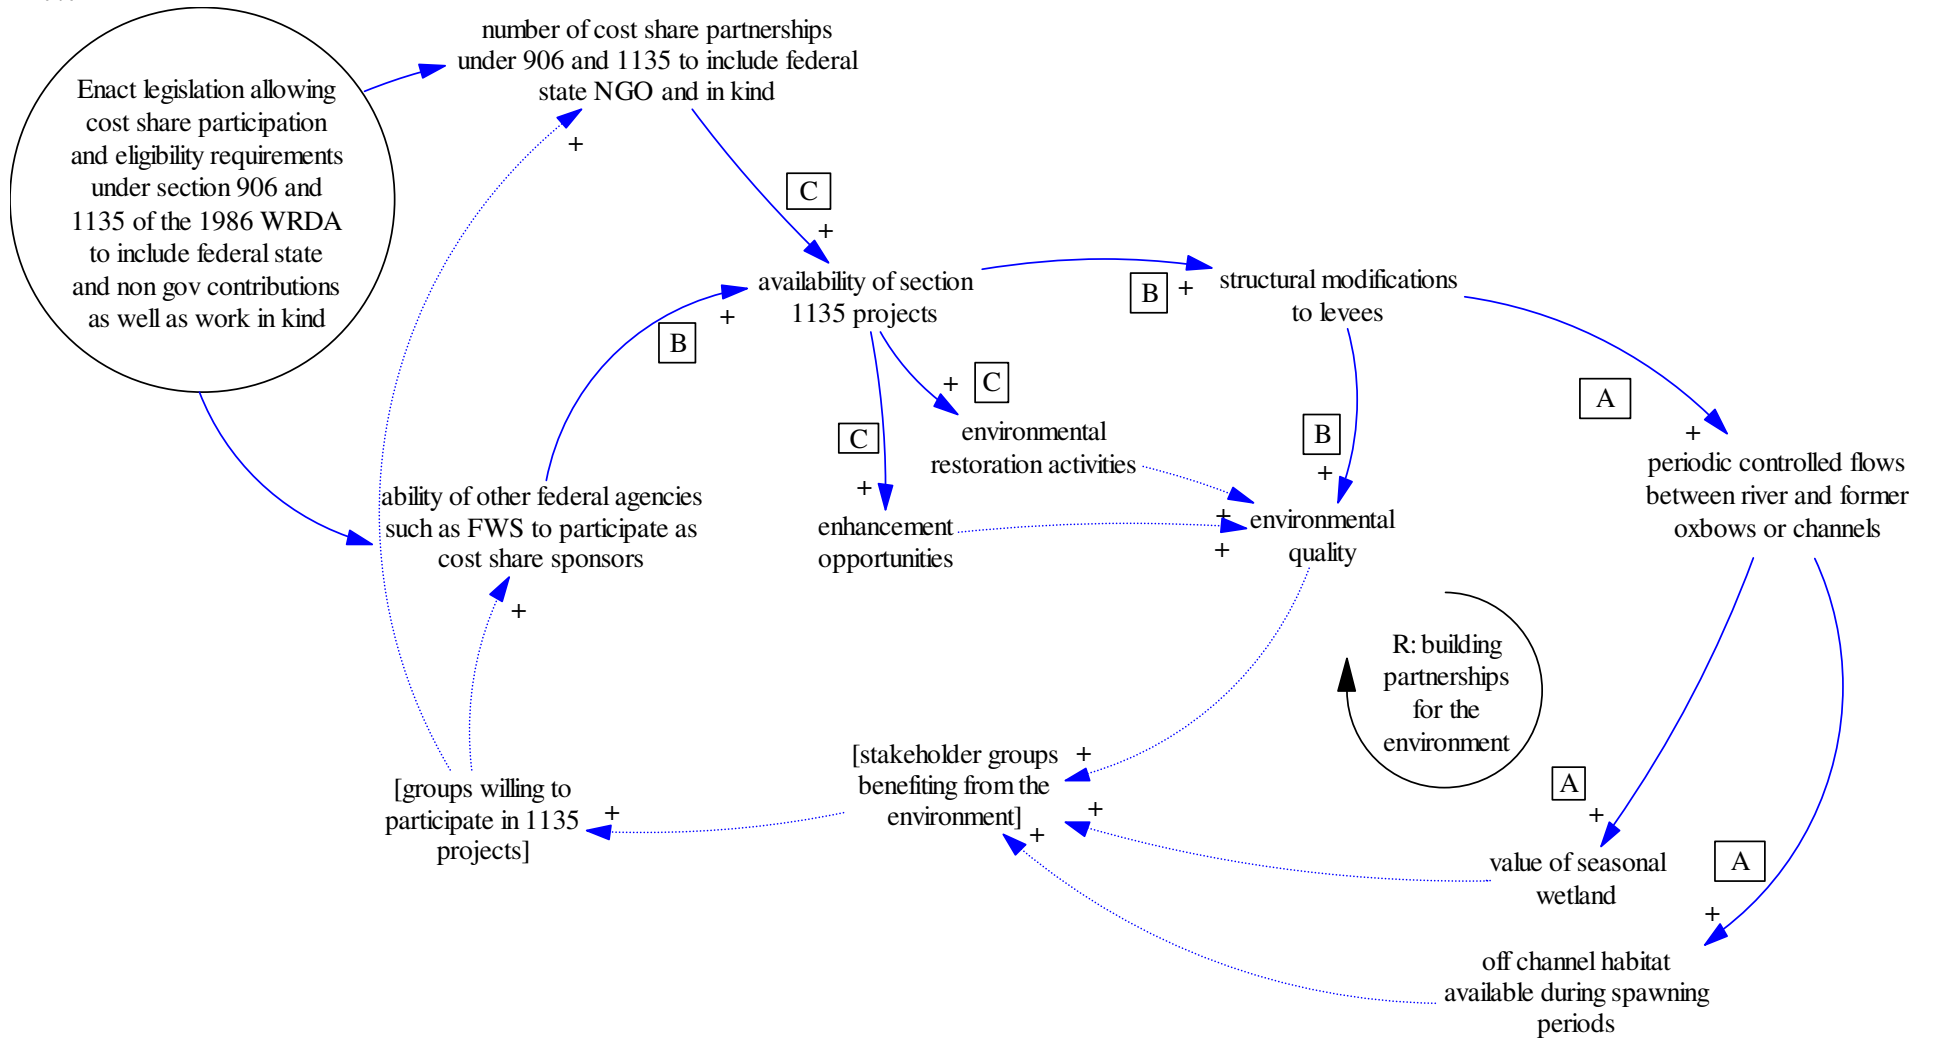 number of cost share partnerships
under 906 and 1135 to include federal
state NGO and in kind
+
Enact legislation allowing
cost share participation
and eligibility requirements
under section 906 and
1135 of the 1986 WRDA
to include federal state
and non gov contributions
as well as work in kind
C
+
availability of section
1135 projects
B
+
B
+
structural modifications
to levees
C
+
C
+
environmental
restoration activities
enhancement
opportunities
B
+
A
+
periodic controlled flows
between river and former
oxbows or channels
+
environmental
quality
+
ability of other federal agencies
such as FWS to participate as
cost share sponsors
+
R: building
partnerships
for the
environment
[stakeholder groups
benefiting from the
environment]
+
+
+
[groups willing to
participate in 1135
projects]
+
A
+
value of seasonal
wetland
A
+
off channel habitat
available during spawning
periods